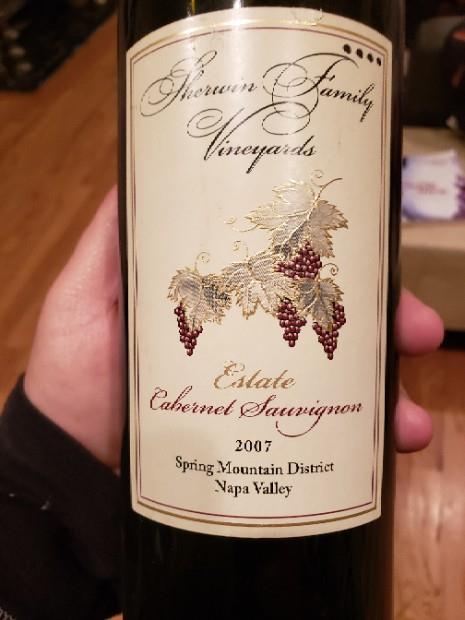 Sherwin Family
Vineyards
Estate
Cabernet Sauvignon
2007
Spring Mountain District
Napa Valley